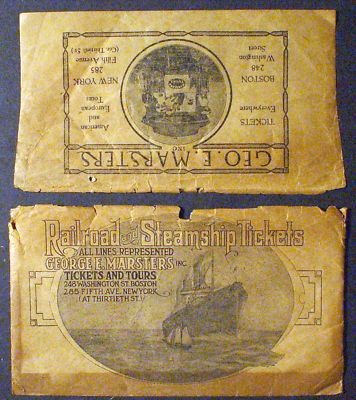 GEO. E. MARSTERS
INC
TICKETS
Everywhere
BOSTON
248
Washington
Street
American
and
European
Tours
NEW YORK
285
Fifth Avenue
(Cor. Thirtieth St.)
Railroad and Steamship Tickets
ALL LINES REPRESENTED
GEORGE E. MARSTERS INC.
TICKETS AND TOURS
248 WASHINGTON ST. BOSTON
285 FIFTH AVE. NEW YORK
(AT THIRTIETH ST.)